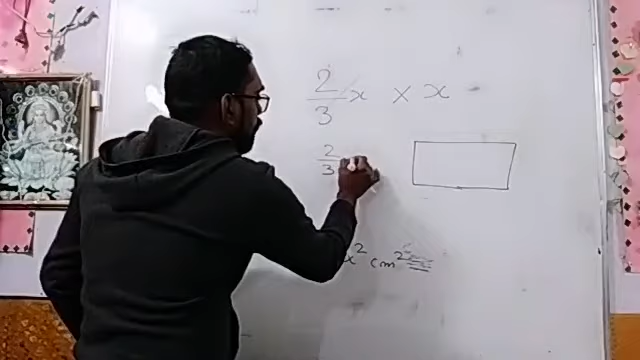 2/3 x × x
2/3
x² cm²